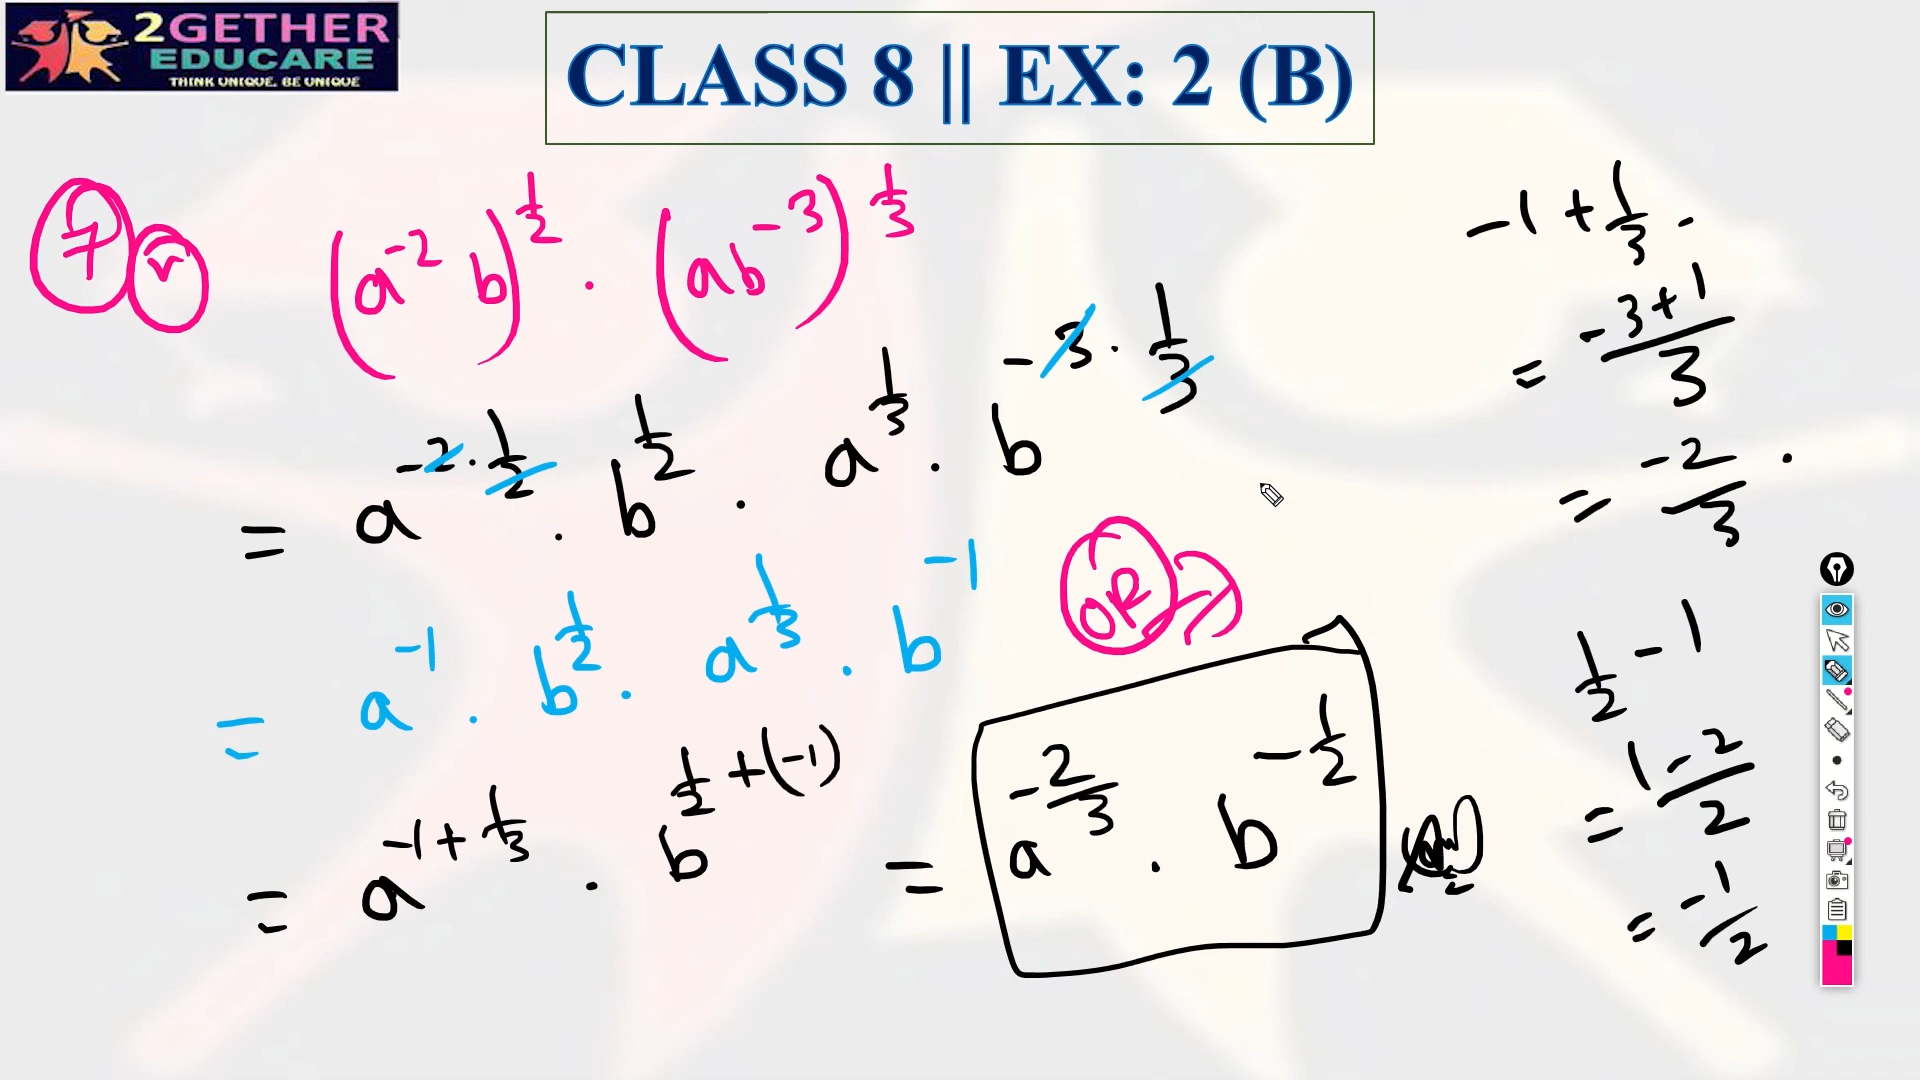 2GETHER
EDUCARE
THINK UNIQUE. BE UNIQUE
CLASS 8 || EX: 2 (B)
7 v (a^-2 b)^1/2 · (ab^-3)^1/3
= a^-2·1/2 · b^1/2 · a^1/3 · b^-3·1/3
= a^-1 · b^1/2 · a^1/3 · b^-1
= a^-1+1/3 · b^1/2+(-1) = a^-2/3 · b^-1/2
OR
-1 + 1/3
= -3+1/3
= -2/3
1/2 - 1
= 1-2/2
= -1/2